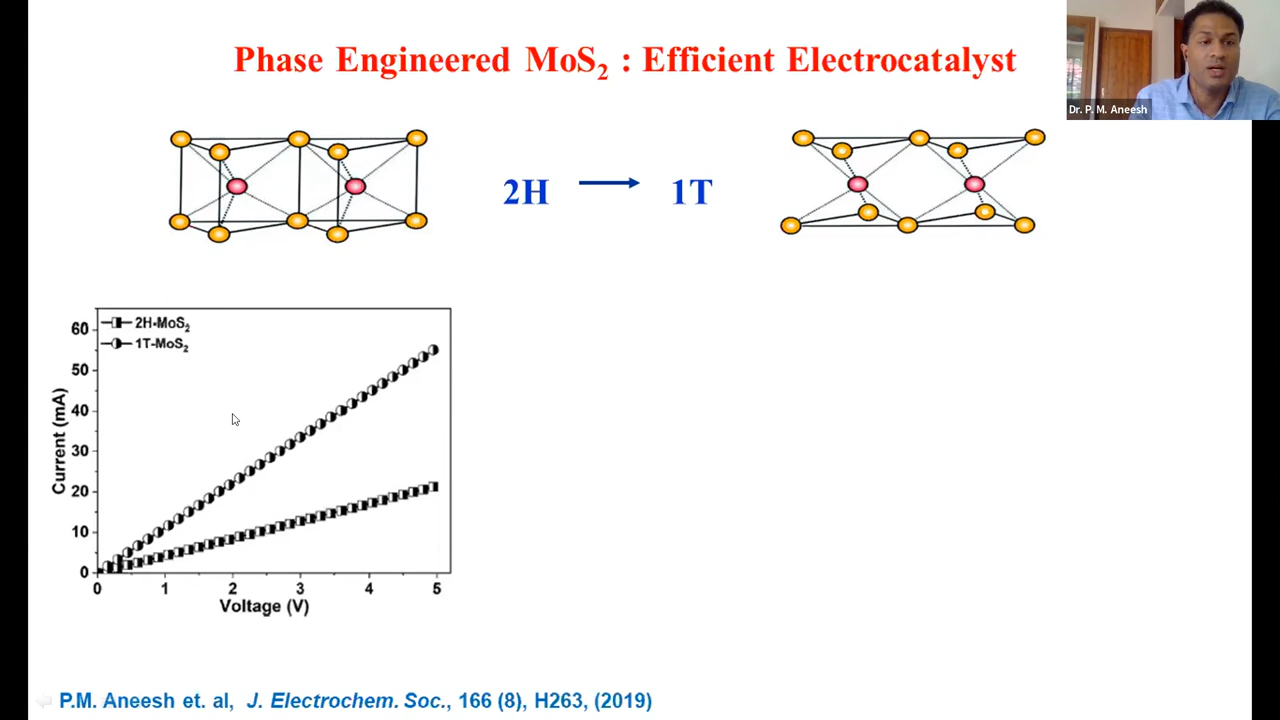 Phase Engineered MoS₂ : Efficient Electrocatalyst
Dr. P. M. Aneesh
2H
1T
2H-MoS₂
1T-MoS₂
60
50
40
30
20
10
0
Current (mA)
0 1 2 3 4 5
Voltage (V)
P.M. Aneesh et. al, J. Electrochem. Soc., 166 (8), H263, (2019)